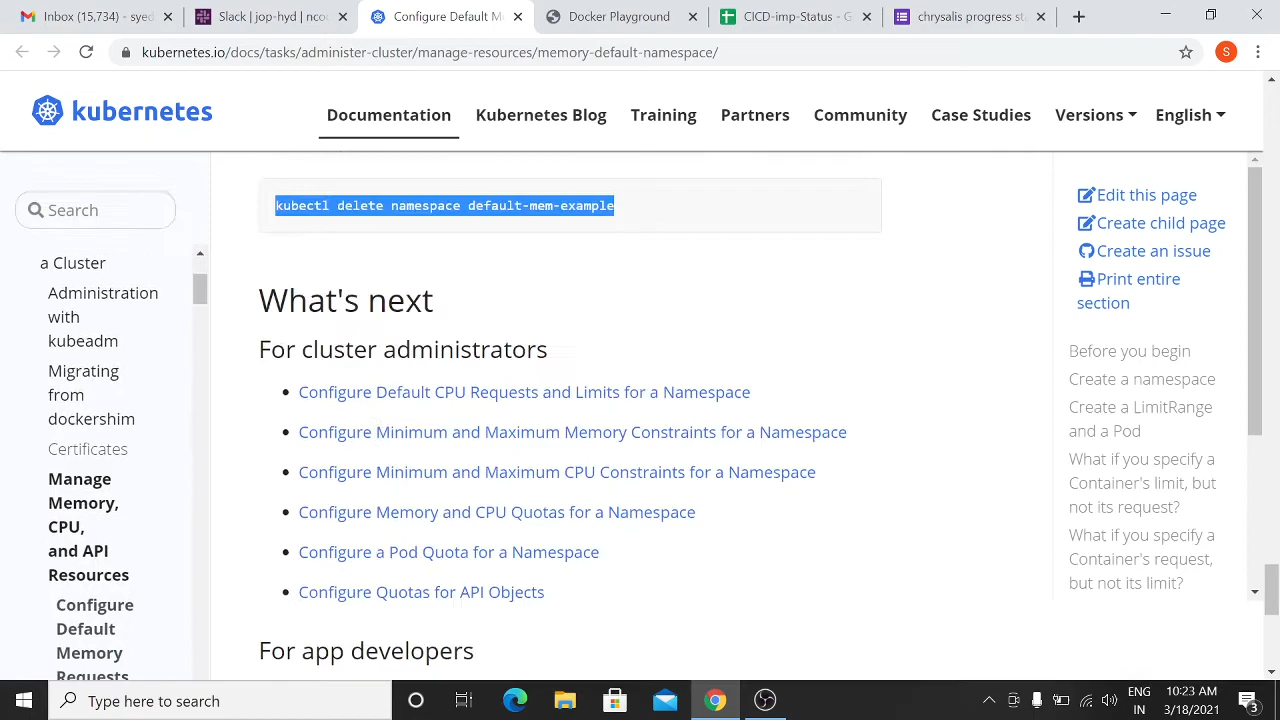 Inbox (15,734) - syed
Slack | jop-hyd | nco
Configure Default M
Docker Playground
CICD-imp-Status - G
chrysalis progress st
kubernetes.io/docs/tasks/administer-cluster/manage-resources/memory-default-namespace/
S
kubernetes
Documentation
Kubernetes Blog
Training
Partners
Community
Case Studies
Versions
English
Search
a Cluster
Administration
with
kubeadm
Migrating
from
dockershim
Certificates
Manage
Memory,
CPU,
and API
Resources
Configure
Default
Memory
Requests
kubectl delete namespace default-mem-example
What's next
For cluster administrators
Configure Default CPU Requests and Limits for a Namespace
Configure Minimum and Maximum Memory Constraints for a Namespace
Configure Minimum and Maximum CPU Constraints for a Namespace
Configure Memory and CPU Quotas for a Namespace
Configure a Pod Quota for a Namespace
Configure Quotas for API Objects
For app developers
Edit this page
Create child page
Create an issue
Print entire
section
Before you begin
Create a namespace
Create a LimitRange
and a Pod
What if you specify a
Container's limit, but
not its request?
What if you specify a
Container's request,
but not its limit?
Type here to search
ENG
IN
10:23 AM
3/18/2021
3